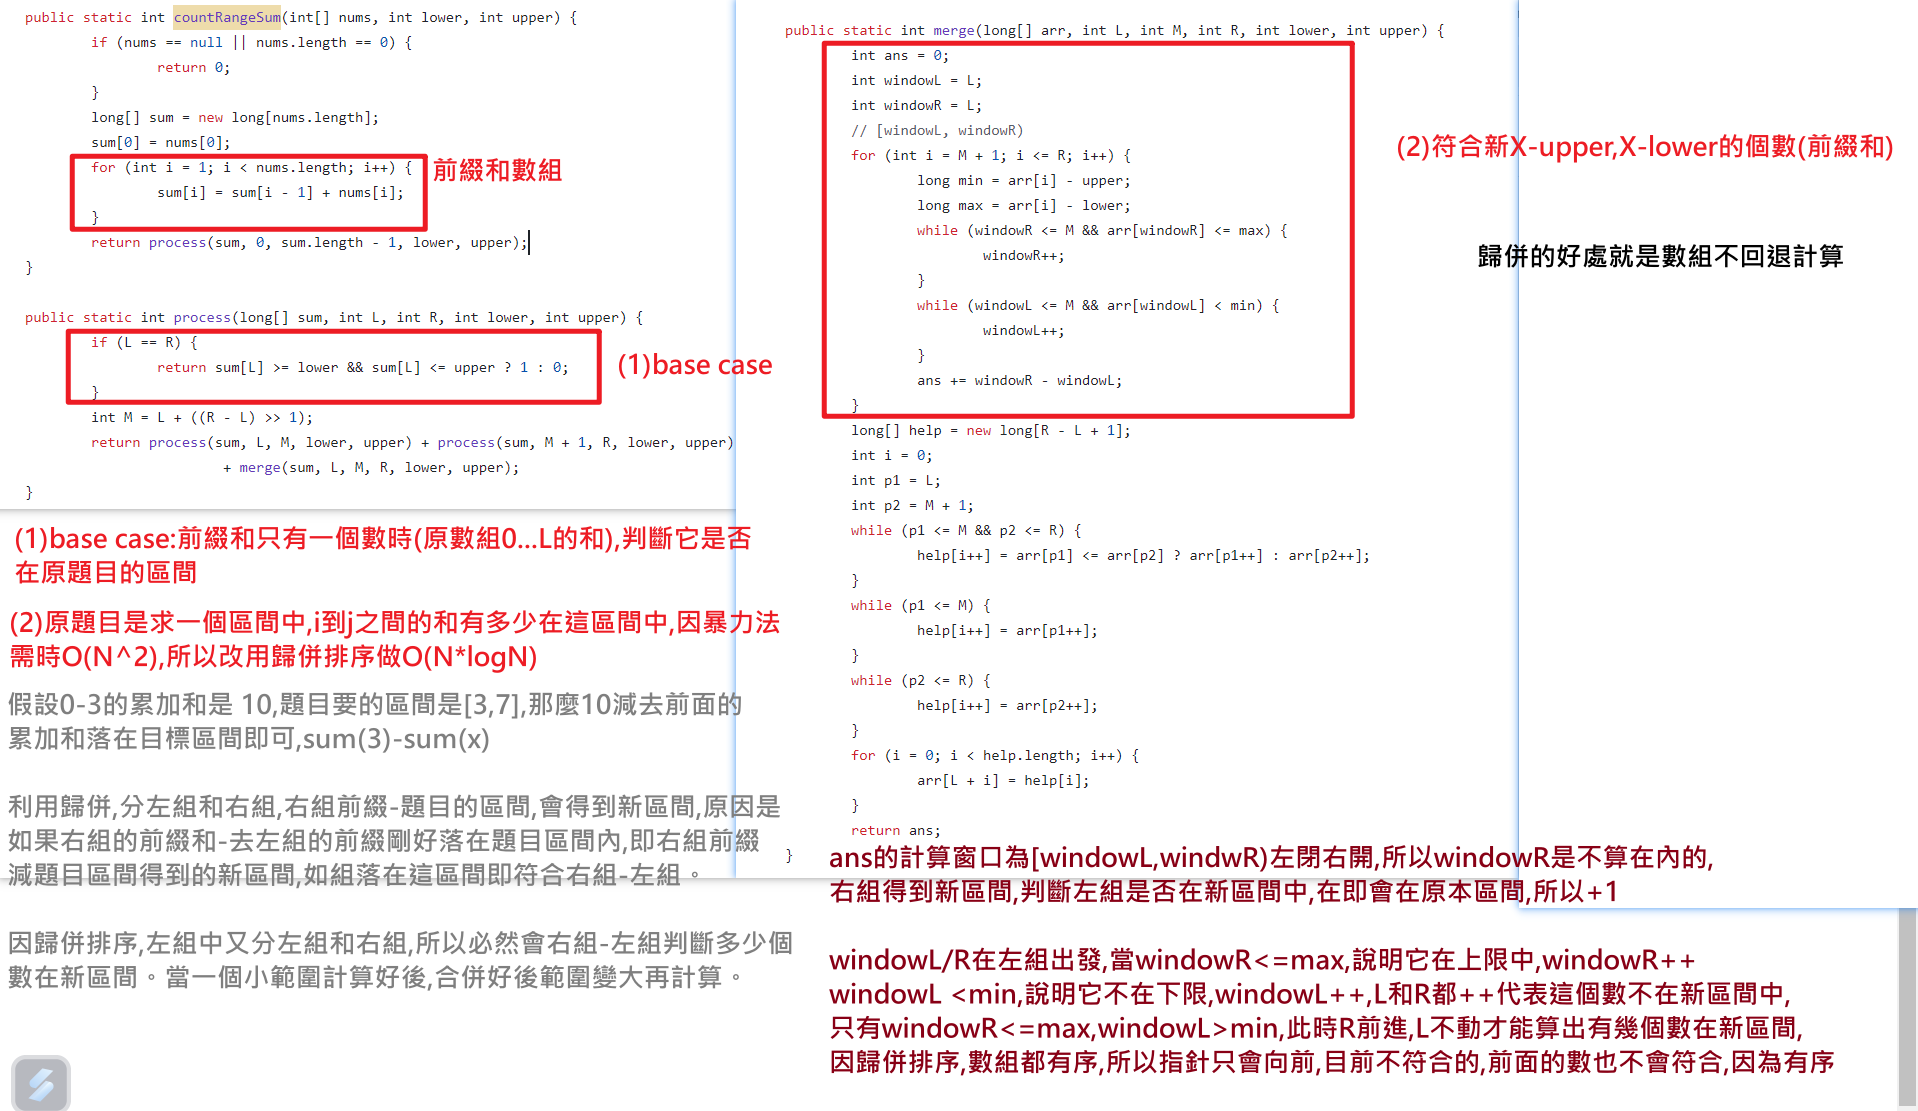 public static int countRangeSum(int[] nums, int lower, int upper) {
if (nums == null || nums.length == 0) {
return 0;
}
long[] sum = new long[nums.length];
sum[0] = nums[0];
for (int i = 1; i < nums.length; i++) {
sum[i] = sum[i - 1] + nums[i];
}
return process(sum, 0, sum.length - 1, lower, upper);
}
前綴和數組
public static int process(long[] sum, int L, int R, int lower, int upper) {
if (L == R) {
return sum[L] >= lower && sum[L] <= upper ? 1 : 0;
}
int M = L + ((R - L) >> 1);
return process(sum, L, M, lower, upper) + process(sum, M + 1, R, lower, upper)
+ merge(sum, L, M, R, lower, upper);
}
(1)base case
(1)base case:前綴和只有一個數時(原數組0...L的和),判斷它是否
在原題目的區間
(2)原題目是求一個區間中,i到j之間的和有多少在這區間中,因暴力法
需時O(N^2),所以改用歸併排序做O(N*logN)
假設0-3的累加和是 10,題目要的區間是[3,7],那麼10減去前面的
累加和落在目標區間即可,sum(3)-sum(x)
利用歸併,分左組和右組,右組前綴-題目的區間,會得到新區間,原因是
如果右組的前綴和-去左組的前綴剛好落在題目區間內,即右組前綴
減題目區間得到的新區間,如組落在這區間即符合右組-左組。
因歸併排序,左組中又分左組和右組,所以必然會右組-左組判斷多少個
數在新區間。當一個小範圍計算好後,合併好後範圍變大再計算。
public static int merge(long[] arr, int L, int M, int R, int lower, int upper) {
int ans = 0;
int windowL = L;
int windowR = L;
// [windowL, windowR)
for (int i = M + 1; i <= R; i++) {
long min = arr[i] - upper;
long max = arr[i] - lower;
while (windowR <= M && arr[windowR] <= max) {
windowR++;
}
while (windowL <= M && arr[windowL] < min) {
windowL++;
}
ans += windowR - windowL;
}
long[] help = new long[R - L + 1];
int i = 0;
int p1 = L;
int p2 = M + 1;
while (p1 <= M && p2 <= R) {
help[i++] = arr[p1] <= arr[p2] ? arr[p1++] : arr[p2++];
}
while (p1 <= M) {
help[i++] = arr[p1++];
}
while (p2 <= R) {
help[i++] = arr[p2++];
}
for (i = 0; i < help.length; i++) {
arr[L + i] = help[i];
}
return ans;
}
(2)符合新X-upper,X-lower的個數(前綴和)
歸併的好處就是數組不回退計算
ans的計算窗口為[windowL,windwR)左閉右開,所以windowR是不算在內的,
右組得到新區間,判斷左組是否在新區間中,在即會在原本區間,所以+1
windowL/R在左組出發,當windowR<=max,說明它在上限中,windowR++
windowL <min,說明它不在下限,windowL++,L和R都++代表這個數不在新區間中,
只有windowR<=max,windowL>min,此時R前進,L不動才能算出有幾個數在新區間,
因歸併排序,數組都有序,所以指針只會向前,目前不符合的,前面的數也不會符合,因為有序